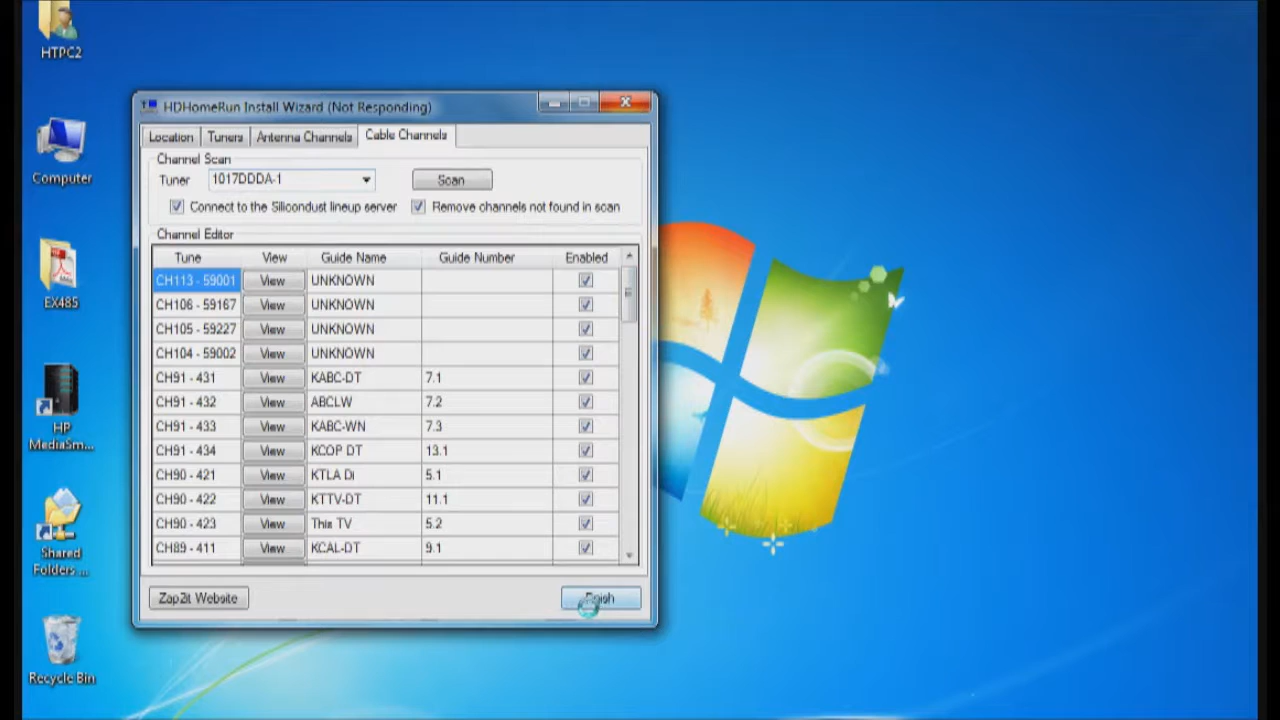 HTPC2
Computer
EX485
HP
MediaSm...
Shared
Folders ...
Recycle Bin
HDHomeRun Install Wizard (Not Responding)
Location Tuners Antenna Channels Cable Channels
Channel Scan
Tuner 1017DDDA-1 Scan
Connect to the Silicondust lineup server Remove channels not found in scan
Channel Editor
Tune View Guide Name Guide Number Enabled
CH113 - 59001 View UNKNOWN
CH106 - 59167 View UNKNOWN
CH105 - 59227 View UNKNOWN
CH104 - 59002 View UNKNOWN
CH91 - 431 View KABC-DT 7.1
CH91 - 432 View ABCLW 7.2
CH91 - 433 View KABC-WN 7.3
CH91 - 434 View KCOP DT 13.1
CH90 - 421 View KTLA Di 5.1
CH90 - 422 View KTTV-DT 11.1
CH90 - 423 View This TV 5.2
CH89 - 411 View KCAL-DT 9.1
Zap2it Website Finish